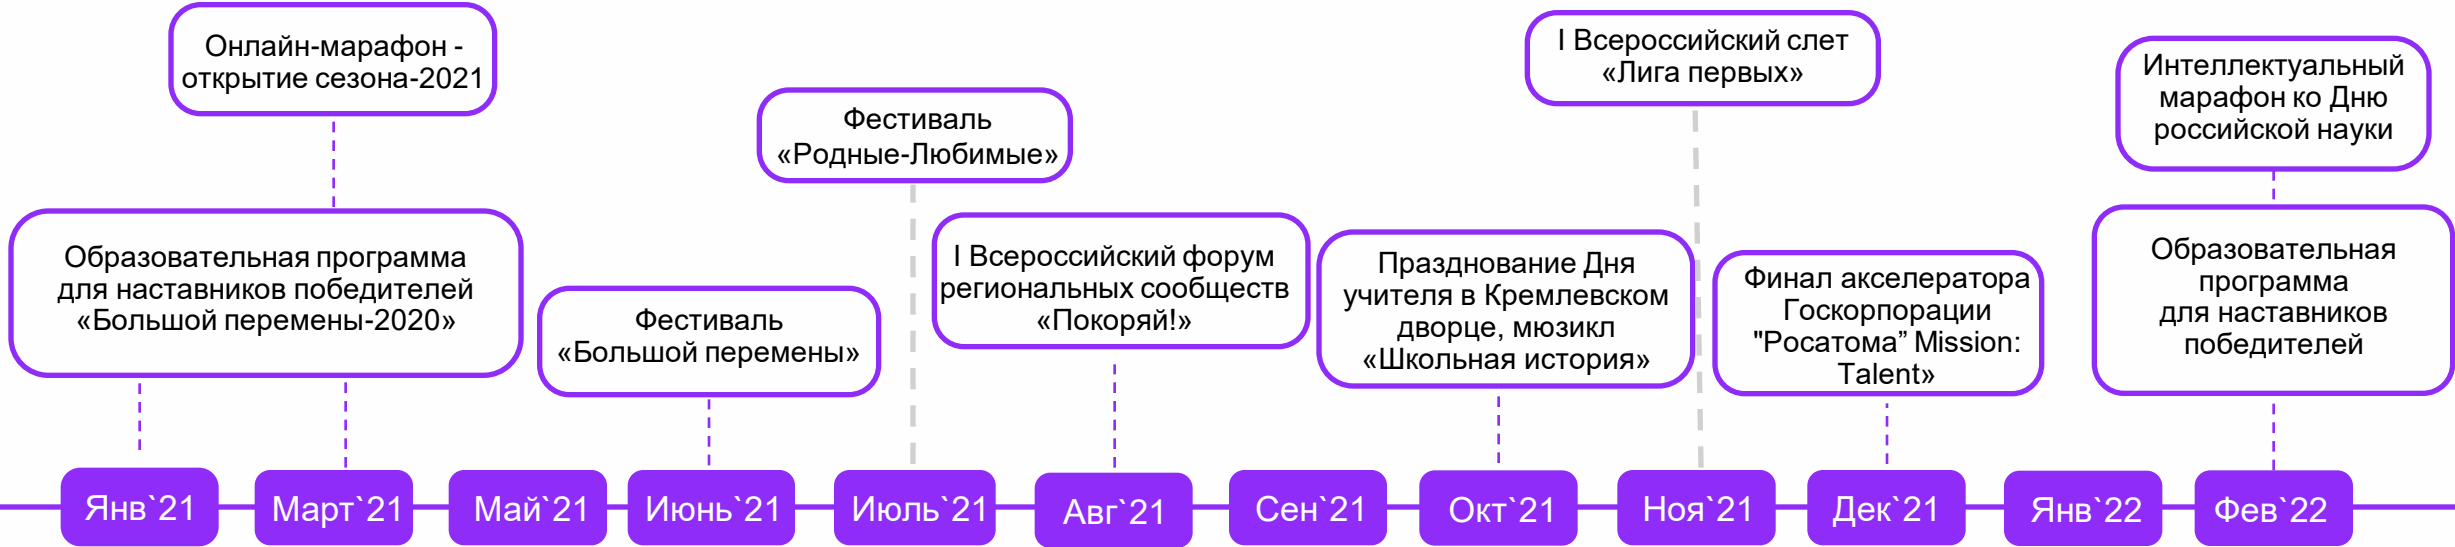 Онлайн-марафон -
открытие сезона-2021
Образовательная программа
для наставников победителей
«Большой перемены-2020»
Фестиваль
«Большой перемены»
Фестиваль
«Родные-Любимые»
I Всероссийский форум
региональных сообществ
«Покоряй!»
Празднование Дня
учителя в Кремлевском
дворце, мюзикл
«Школьная история»
I Всероссийский слет
«Лига первых»
Финал акселератора
Госкорпорации
"Росатома” Mission:
Talent»
Интеллектуальный
марафон ко Дню
российской науки
Образовательная
программа
для наставников
победителей
Янв`21
Март`21
Май`21
Июнь`21
Июль`21
Авг`21
Сен`21
Окт`21
Ноя`21
Дек`21
Янв`22
Фев`22